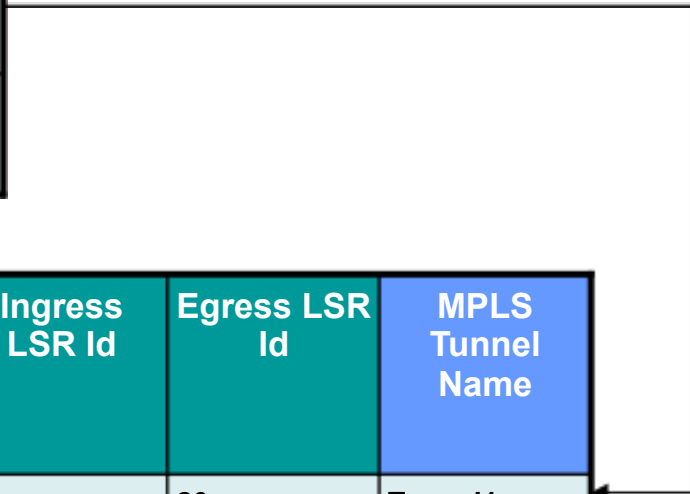 Ingress
LSR Id
Egress LSR
Id
MPLS
Tunnel
Name